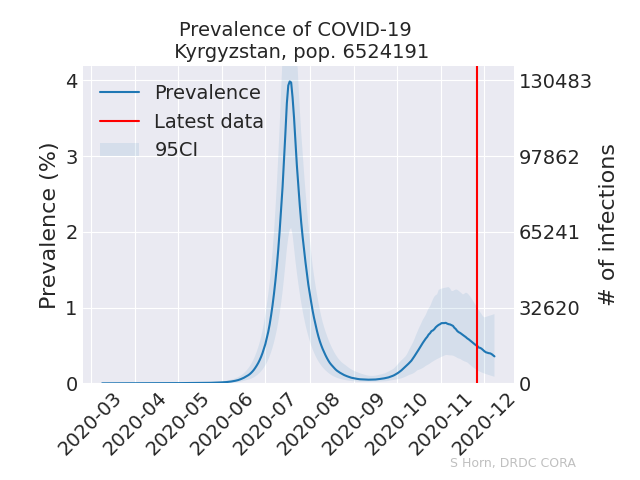 Prevalence of COVID-19
Kyrgyzstan, pop. 6524191
Prevalence (%)
4
3
2
1
0
Prevalence
Latest data
95CI
130483
97862
65241
32620
0
# of infections
2020-03
2020-04
2020-05
2020-06
2020-07
2020-08
2020-09
2020-10
2020-11
2020-12
S Horn, DRDC CORA